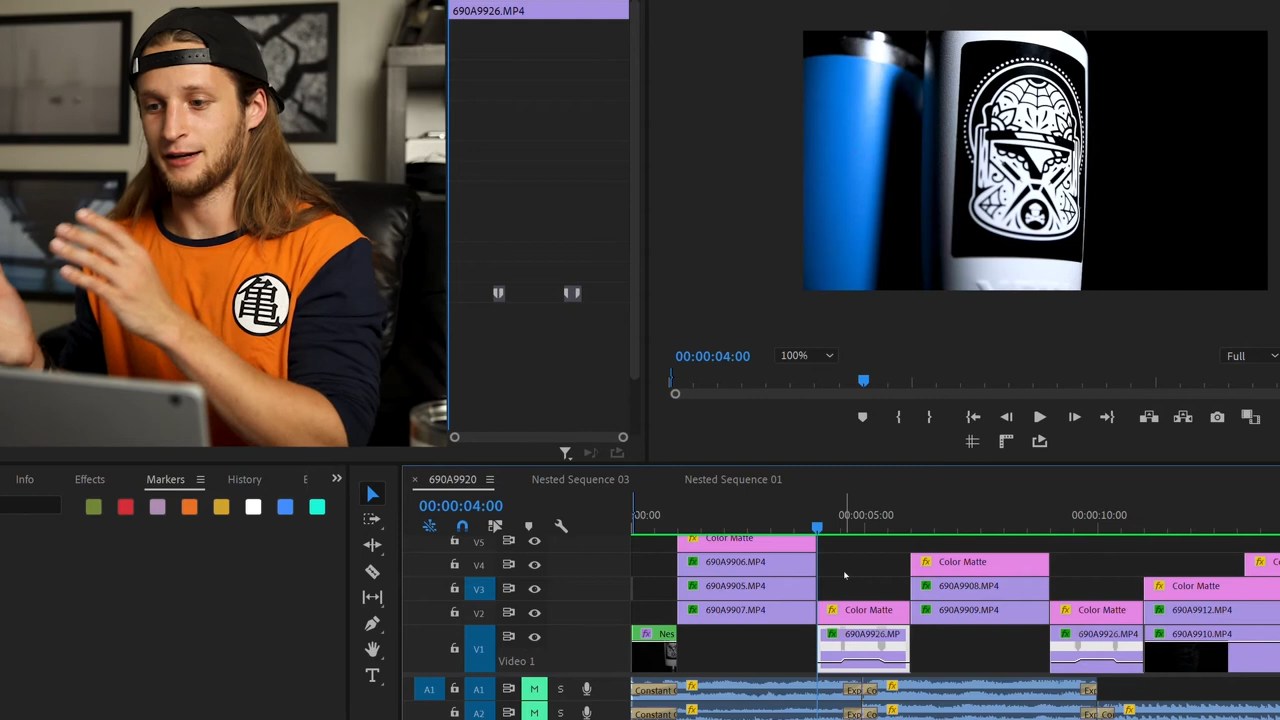 690A9926.MP4
亀
00:00:04:00
100%
Full
Info
Effects
Markers
History
690A9920
Nested Sequence 03
Nested Sequence 01
00:00:04:00
:00:00
00:00:05:00
00:00:10:00
V5
Color Matte
V4
690A9906.MP4
Color Matte
V3
690A9905.MP4
690A9908.MP4
Color Matte
V2
690A9907.MP4
Color Matte
690A9909.MP4
Color Matte
690A9912.MP4
V1
Nes
690A9926.MP
690A9926.MP4
690A9910.MP4
Video 1
A1
A1
M
S
Constant
Exp
Co
A2
M
S
Constant
Exp
Co